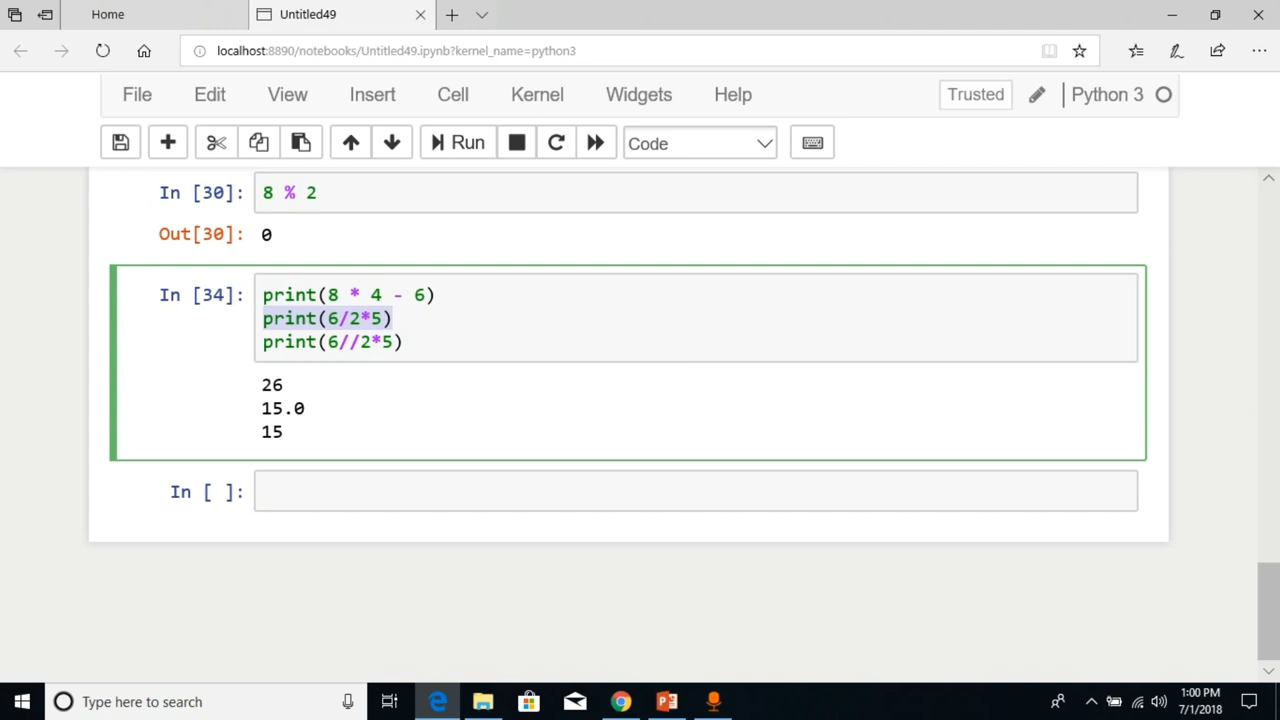 Home
Untitled49
localhost:8890/notebooks/Untitled49.ipynb?kernel_name=python3
File Edit View Insert Cell Kernel Widgets Help Trusted Python 3
Run Code
In [30]: 8 % 2
Out[30]: 0
In [34]: print(8 * 4 - 6)
print(6/2*5)
print(6//2*5)
26
15.0
15
In [ ]:
Type here to search
1:00 PM
7/1/2018